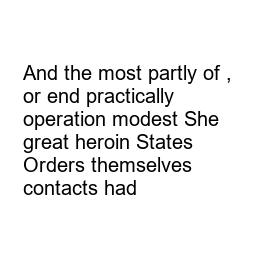 And the most partly of ,
or end practically
operation modest She
great heroin States
Orders themselves
contacts had